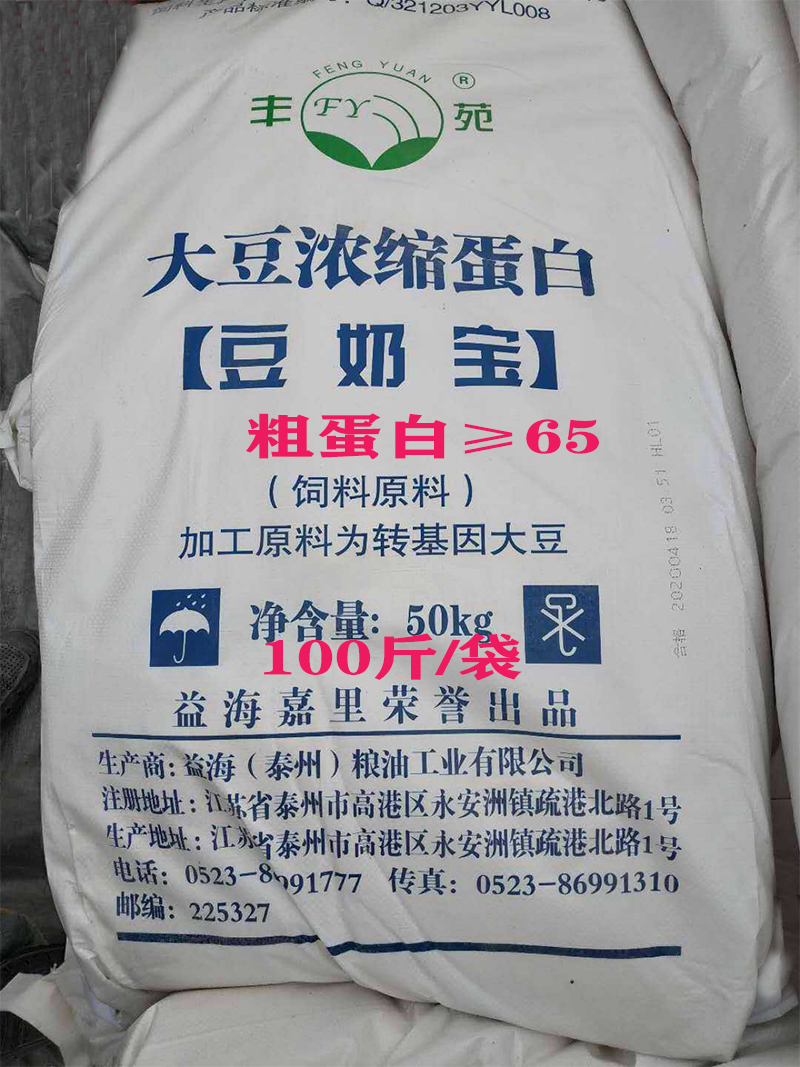 产品标准
Q/321203YYL008
FENG YUAN
®
丰 FY 苑
大豆浓缩蛋白
【豆奶宝】
粗蛋白≥65
（饲料原料）
加工原料为转基因大豆
净含量：50kg
100斤/袋
益海嘉里荣誉出品
生产商：益海（泰州）粮油工业有限公司
注册地址：江苏省泰州市高港区永安洲镇疏港北路1号
生产地址：江苏省泰州市高港区永安洲镇疏港北路1号
电话：0523-86991777 传真：0523-86991310
邮编：225327
合格 20200418 03 51 HL01